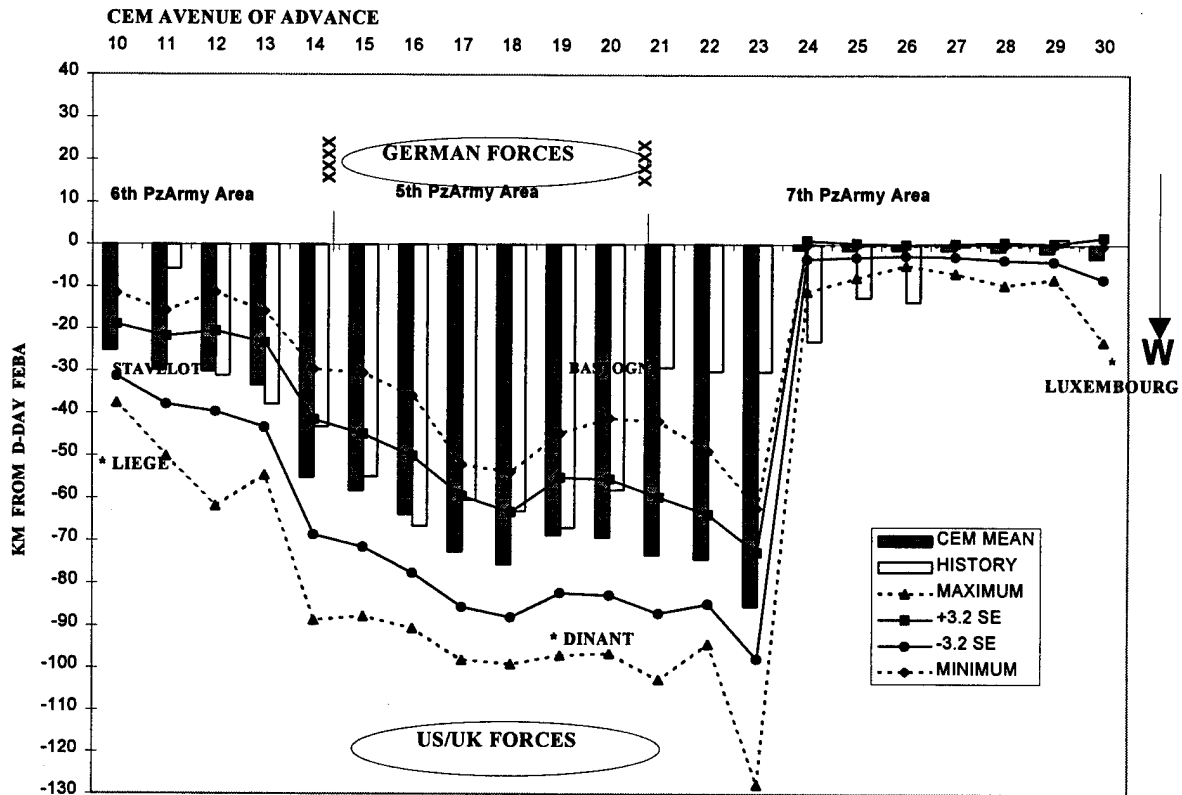 CEM AVENUE OF ADVANCE
10 11 12 13 14 15 16 17 18 19 20 21 22 23 24 25 26 27 28 29 30
40
30
20
10
0
-10
-20
-30
-40
-50
-60
-70
-80
-90
-100
-110
-120
-130
KM FROM D-DAY FEBA
XXXX
GERMAN FORCES
XXXX
6th PzArmy Area
5th PzArmy Area
7th PzArmy Area
STAVELOT
BASTOGN
* LIEGE
* DINANT
*
LUXEMBOURG
W
CEM MEAN
HISTORY
MAXIMUM
+3.2 SE
-3.2 SE
MINIMUM
US/UK FORCES